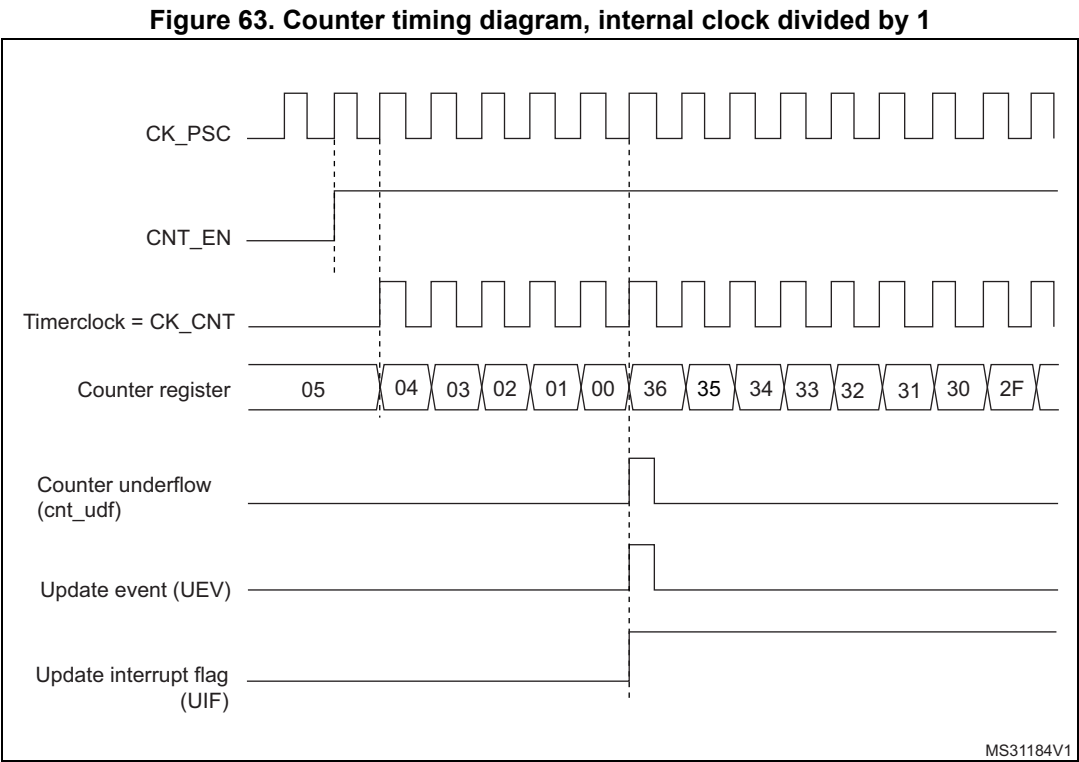 Figure 63. Counter timing diagram, internal clock divided by 1
CK_PSC
CNT_EN
Timerclock = CK_CNT
Counter register 05 04 03 02 01 00 36 35 34 33 32 31 30 2F
Counter underflow
(cnt_udf)
Update event (UEV)
Update interrupt flag
(UIF)
MS31184V1